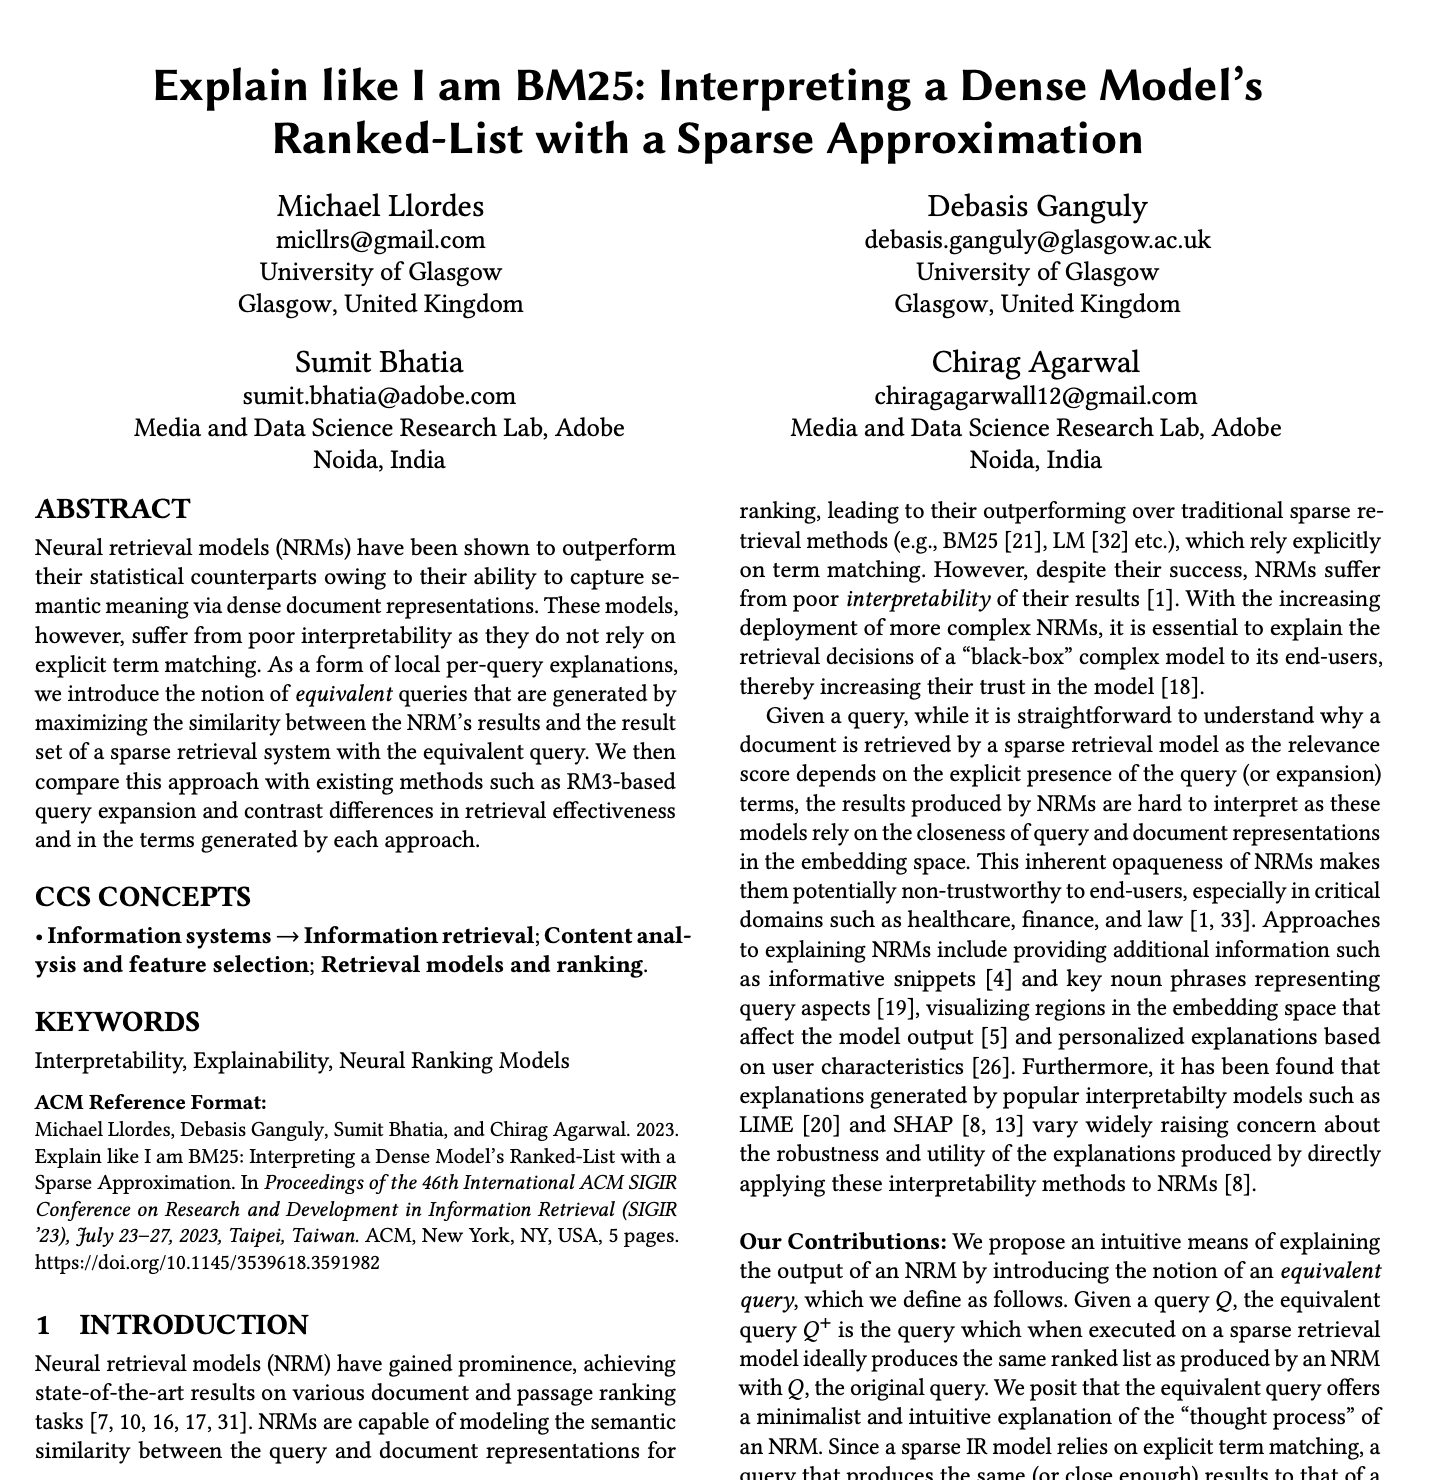 Explain like I am BM25: Interpreting a Dense Model's
Ranked-List with a Sparse Approximation
Michael Llordes
micllrs@gmail.com
University of Glasgow
Glasgow, United Kingdom
Debasis Ganguly
debasis.ganguly@glasgow.ac.uk
University of Glasgow
Glasgow, United Kingdom
Sumit Bhatia
sumit.bhatia@adobe.com
Media and Data Science Research Lab, Adobe
Noida, India
Chirag Agarwal
chiragagarwall12@gmail.com
Media and Data Science Research Lab, Adobe
Noida, India
ABSTRACT
Neural retrieval models (NRMs) have been shown to outperform
their statistical counterparts owing to their ability to capture se-
mantic meaning via dense document representations. These models,
however, suffer from poor interpretability as they do not rely on
explicit term matching. As a form of local per-query explanations,
we introduce the notion of equivalent queries that are generated by
maximizing the similarity between the NRM's results and the result
set of a sparse retrieval system with the equivalent query. We then
compare this approach with existing methods such as RM3-based
query expansion and contrast differences in retrieval effectiveness
and in the terms generated by each approach.
CCS CONCEPTS
• Information systems → Information retrieval; Content anal-
ysis and feature selection; Retrieval models and ranking.
KEYWORDS
Interpretability, Explainability, Neural Ranking Models
ACM Reference Format:
Michael Llordes, Debasis Ganguly, Sumit Bhatia, and Chirag Agarwal. 2023.
Explain like I am BM25: Interpreting a Dense Model's Ranked-List with a
Sparse Approximation. In Proceedings of the 46th International ACM SIGIR
Conference on Research and Development in Information Retrieval (SIGIR
'23), July 23–27, 2023, Taipei, Taiwan. ACM, New York, NY, USA, 5 pages.
https://doi.org/10.1145/3539618.3591982
1 INTRODUCTION
Neural retrieval models (NRM) have gained prominence, achieving
state-of-the-art results on various document and passage ranking
tasks [7, 10, 16, 17, 31]. NRMs are capable of modeling the semantic
similarity between the query and document representations for
ranking, leading to their outperforming over traditional sparse re-
trieval methods (e.g., BM25 [21], LM [32] etc.), which rely explicitly
on term matching. However, despite their success, NRMs suffer
from poor interpretability of their results [1]. With the increasing
deployment of more complex NRMs, it is essential to explain the
retrieval decisions of a “black-box” complex model to its end-users,
thereby increasing their trust in the model [18].
Given a query, while it is straightforward to understand why a
document is retrieved by a sparse retrieval model as the relevance
score depends on the explicit presence of the query (or expansion)
terms, the results produced by NRMs are hard to interpret as these
models rely on the closeness of query and document representations
in the embedding space. This inherent opaqueness of NRMs makes
them potentially non-trustworthy to end-users, especially in critical
domains such as healthcare, finance, and law [1, 33]. Approaches
to explaining NRMs include providing additional information such
as informative snippets [4] and key noun phrases representing
query aspects [19], visualizing regions in the embedding space that
affect the model output [5] and personalized explanations based
on user characteristics [26]. Furthermore, it has been found that
explanations generated by popular interpretabilty models such as
LIME [20] and SHAP [8, 13] vary widely raising concern about
the robustness and utility of the explanations produced by directly
applying these interpretability methods to NRMs [8].
Our Contributions: We propose an intuitive means of explaining
the output of an NRM by introducing the notion of an equivalent
query, which we define as follows. Given a query Q, the equivalent
query Q⁺ is the query which when executed on a sparse retrieval
model ideally produces the same ranked list as produced by an NRM
with Q, the original query. We posit that the equivalent query offers
a minimalist and intuitive explanation of the “thought process” of
an NRM. Since a sparse IR model relies on explicit term matching, a
query that produces the same (or close enough) results to that of a